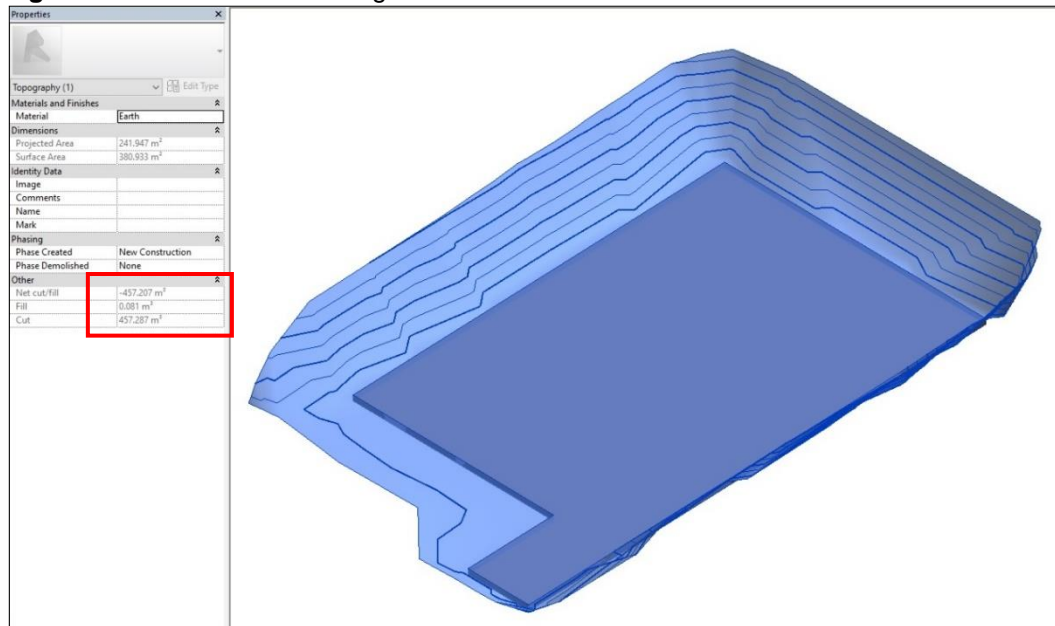 Properties
Topography (1)
Edit Type
Materials and Finishes
Material Earth
Dimensions
Projected Area 241.947 m²
Surface Area 380.933 m²
Identity Data
Image
Comments
Name
Mark
Phasing
Phase Created New Construction
Phase Demolished None
Other
Net cut/fill -457.207 m³
Fill 0.081 m³
Cut 457.287 m³